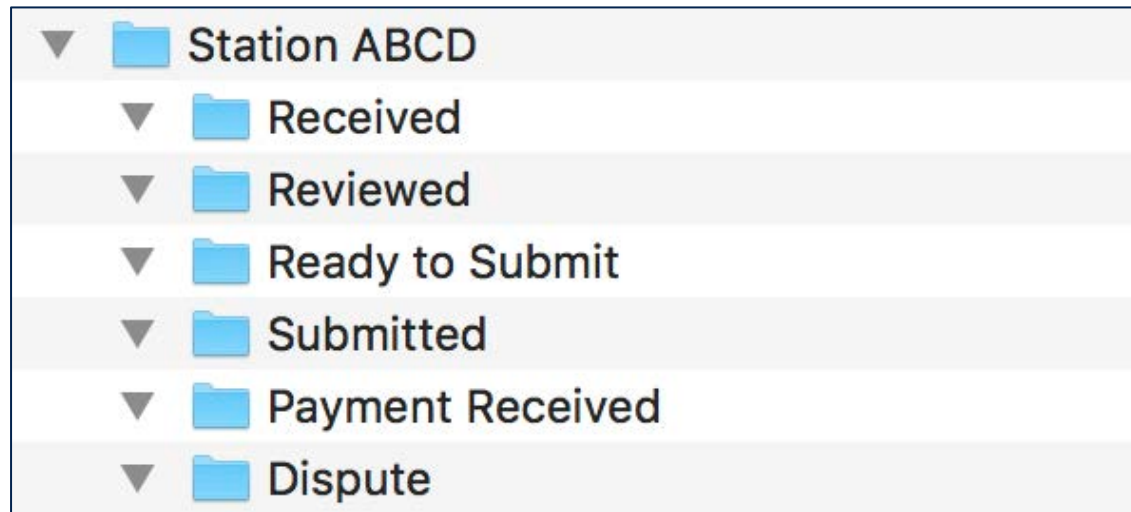 Station ABCD
Received
Reviewed
Ready to Submit
Submitted
Payment Received
Dispute